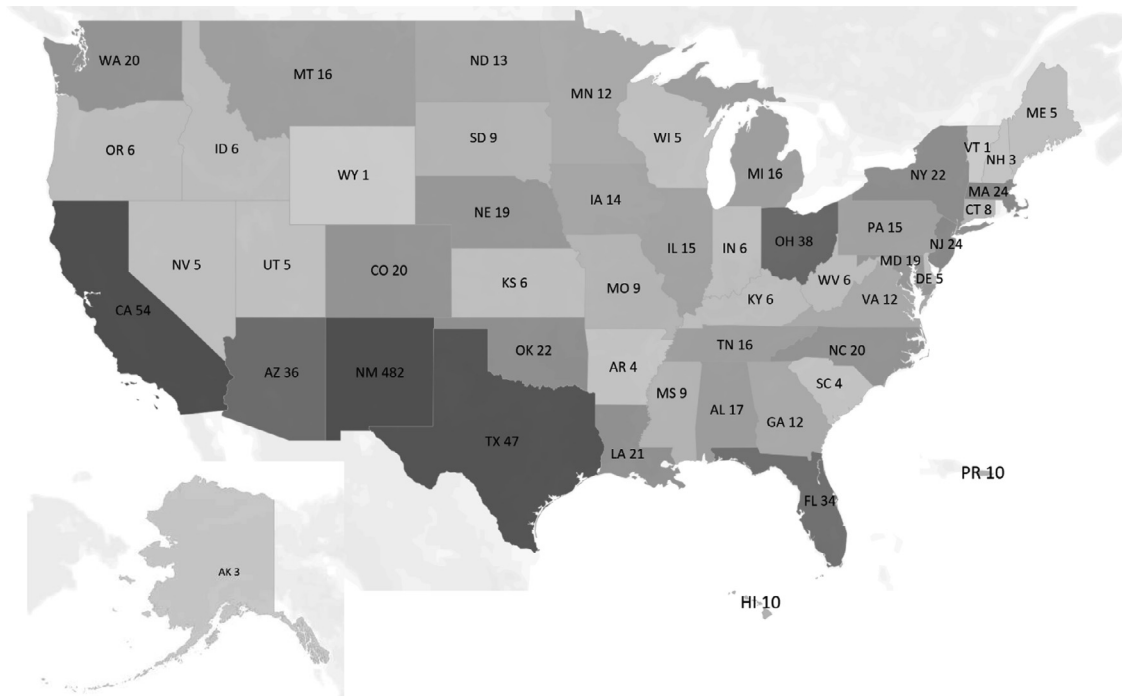 WA 20
MT 16
ND 13
MN 12
ME 5
VT 1
NH 3
OR 6
ID 6
WY 1
SD 9
WI 5
MI 16
NY 22
MA 24
CT 8
NE 19
IA 14
PA 15
NJ 24
NV 5
UT 5
CO 20
KS 6
MO 9
IL 15
IN 6
OH 38
WV 6
MD 19
DE 5
VA 12
KY 6
CA 54
AZ 36
NM 482
OK 22
AR 4
TN 16
NC 20
SC 4
TX 47
LA 21
MS 9
AL 17
GA 12
FL 34
PR 10
AK 3
HI 10